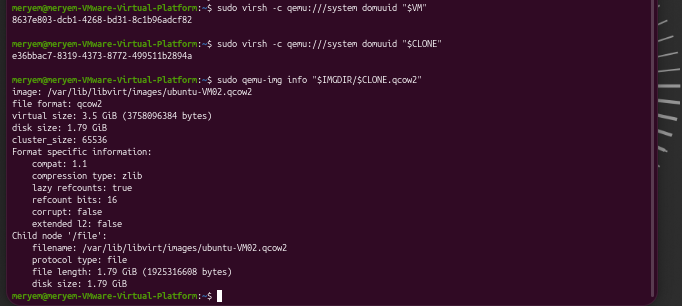 meryem@meryem-VMware-Virtual-Platform:~$ sudo virsh -c qemu:///system domuuid "$VM"
8637e803-dcb1-4268-bd31-8c1b96adcf82
meryem@meryem-VMware-Virtual-Platform:~$ sudo virsh -c qemu:///system domuuid "$CLONE"
e36bbac7-8319-4373-8772-499511b2894a
meryem@meryem-VMware-Virtual-Platform:~$ sudo qemu-img info "$IMGDIR/$CLONE.qcow2"
image: /var/lib/libvirt/images/ubuntu-VM02.qcow2
file format: qcow2
virtual size: 3.5 GiB (3758096384 bytes)
disk size: 1.79 GiB
cluster_size: 65536
Format specific information:
    compat: 1.1
    compression type: zlib
    lazy refcounts: true
    refcount bits: 16
    corrupt: false
    extended l2: false
Child node '/file':
    filename: /var/lib/libvirt/images/ubuntu-VM02.qcow2
    protocol type: file
    file length: 1.79 GiB (1925316608 bytes)
    disk size: 1.79 GiB
meryem@meryem-VMware-Virtual-Platform:~$